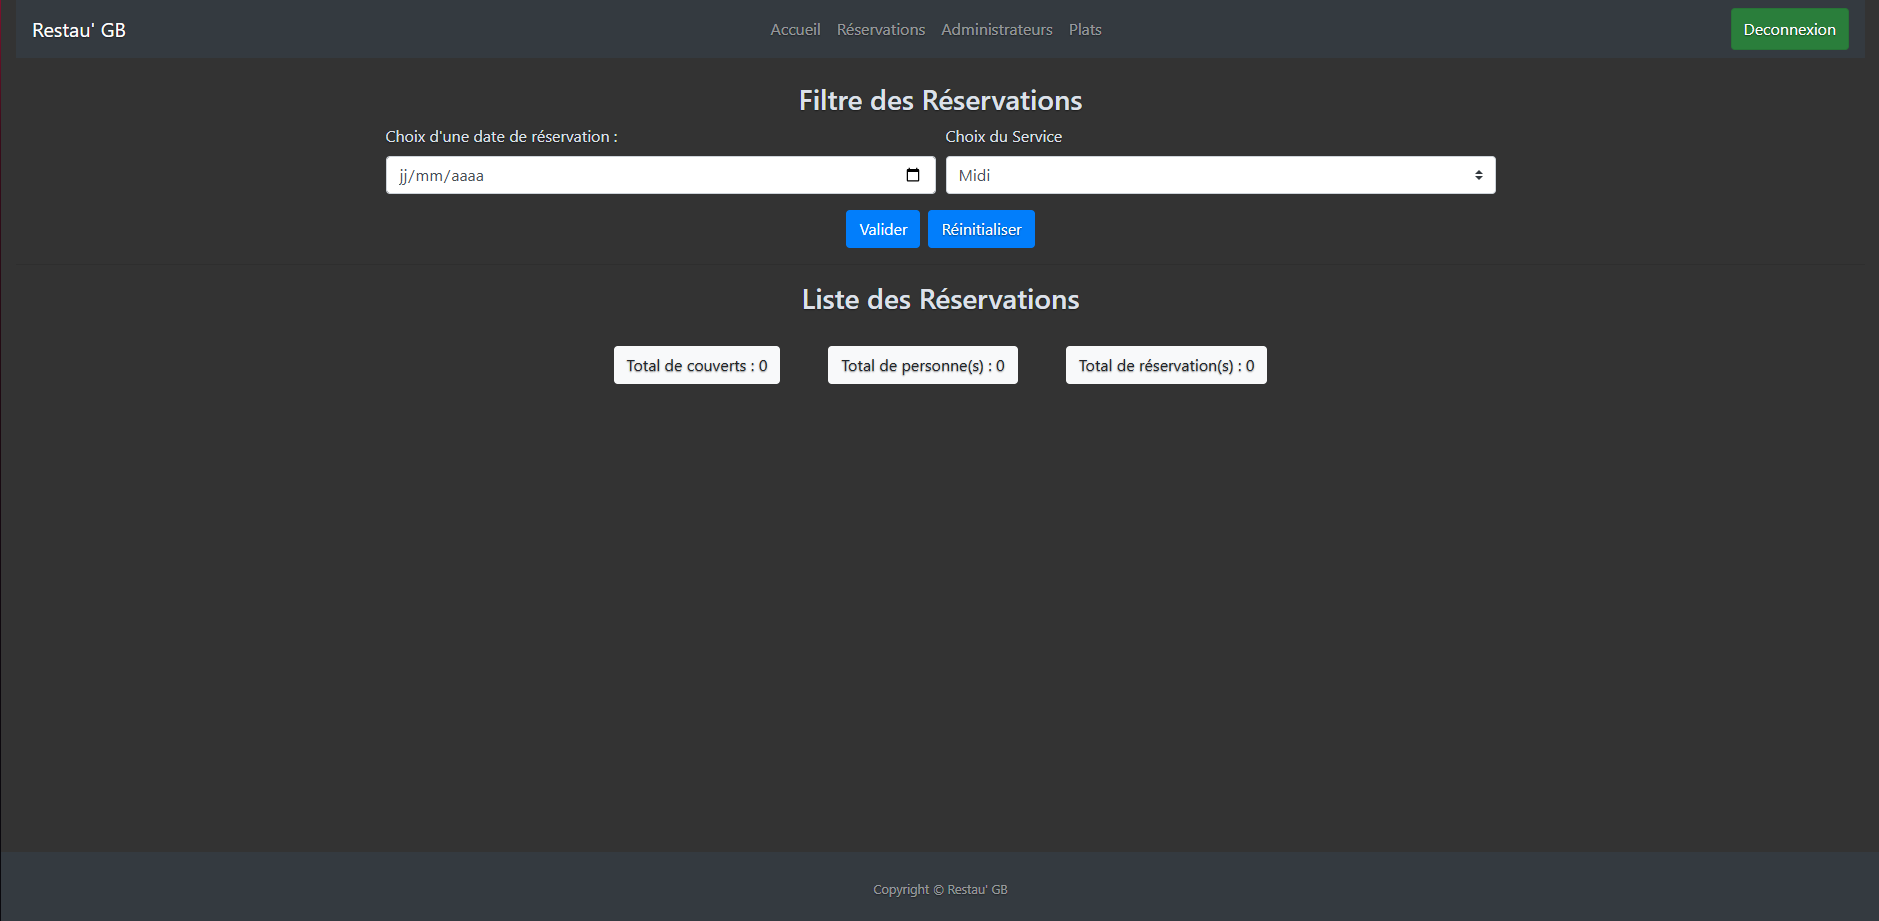 Restau' GB
Accueil Réservations Administrateurs Plats
Deconnexion
Filtre des Réservations
Choix d'une date de réservation :
Choix du Service
jj/mm/aaaa
Midi
Valider
Réinitialiser
Liste des Réservations
Total de couverts : 0
Total de personne(s) : 0
Total de réservation(s) : 0
Copyright © Restau' GB